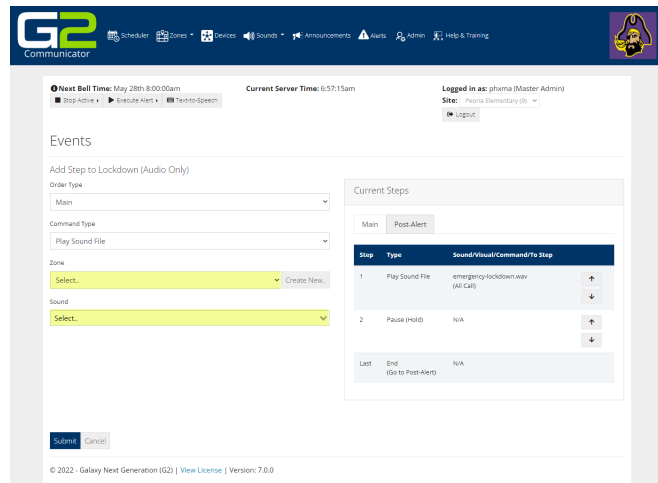 G2
Communicator
Scheduler Zones Devices Sounds Announcements Alerts Admin Help & Training
Next Bell Time: May 28th 8:00:00am
Current Server Time: 6:57:15am
Logged in as: phxma (Master Admin)
Stop Active Execute Alert Text-to-Speech
Site: Peoria Elementary (9)
Logout
Events
Add Step to Lockdown (Audio Only)
Order Type
Main
Command Type
Play Sound File
Zone
Select.. Create New..
Sound
Select..
Current Steps
Main Post-Alert
Step Type Sound/Visual/Command/To Step
1 Play Sound File emergency-lockdown.wav
(All Call)
2 Pause (Hold) N/A
Last End N/A
(Go to Post-Alert)
Submit Cancel
© 2022 - Galaxy Next Generation (G2) | View License | Version: 7.0.0